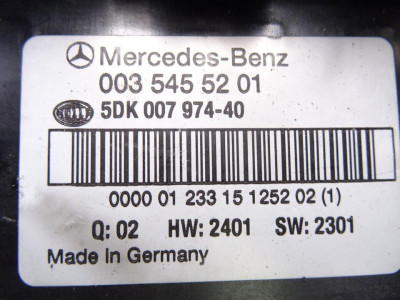 Mercedes-Benz
003 545 52 01
HELLA 5DK 007 974-40
0000 01 233 15 1252 02 (1)
Q: 02 HW: 2401 SW: 2301
Made in Germany